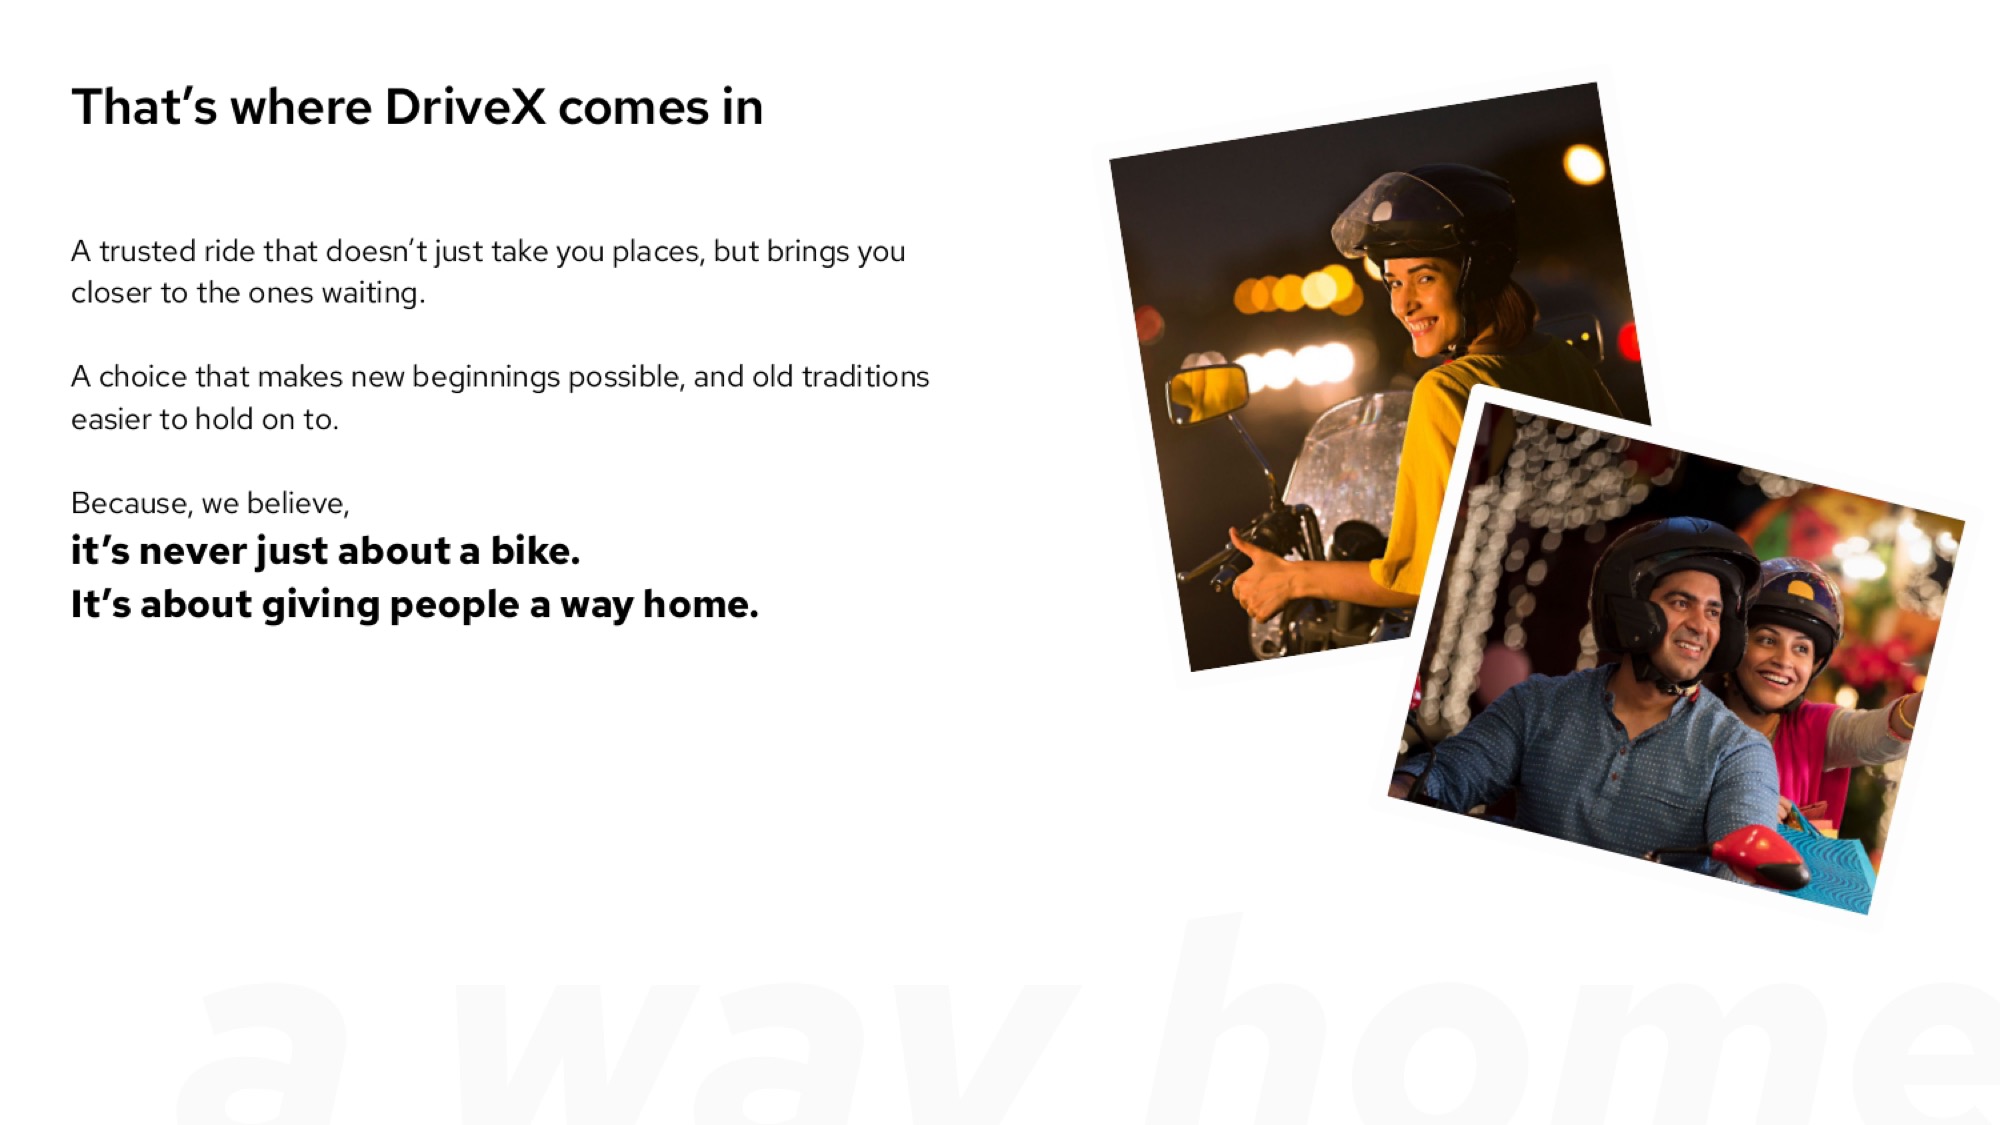 That’s where DriveX comes in
A trusted ride that doesn’t just take you places, but brings you
closer to the ones waiting.
A choice that makes new beginnings possible, and old traditions
easier to hold on to.
Because, we believe,
it’s never just about a bike.
It’s about giving people a way home.
a way home